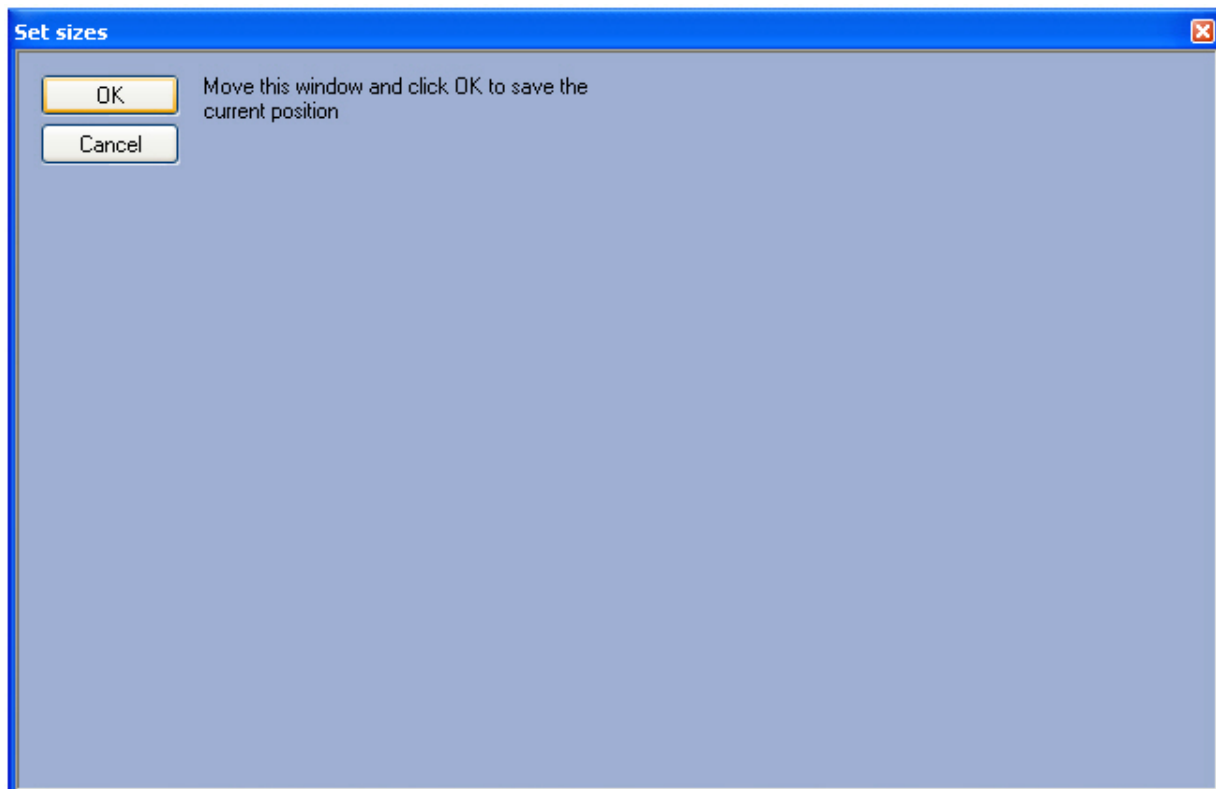 Set sizes
OK
Move this window and click OK to save the
current position
Cancel